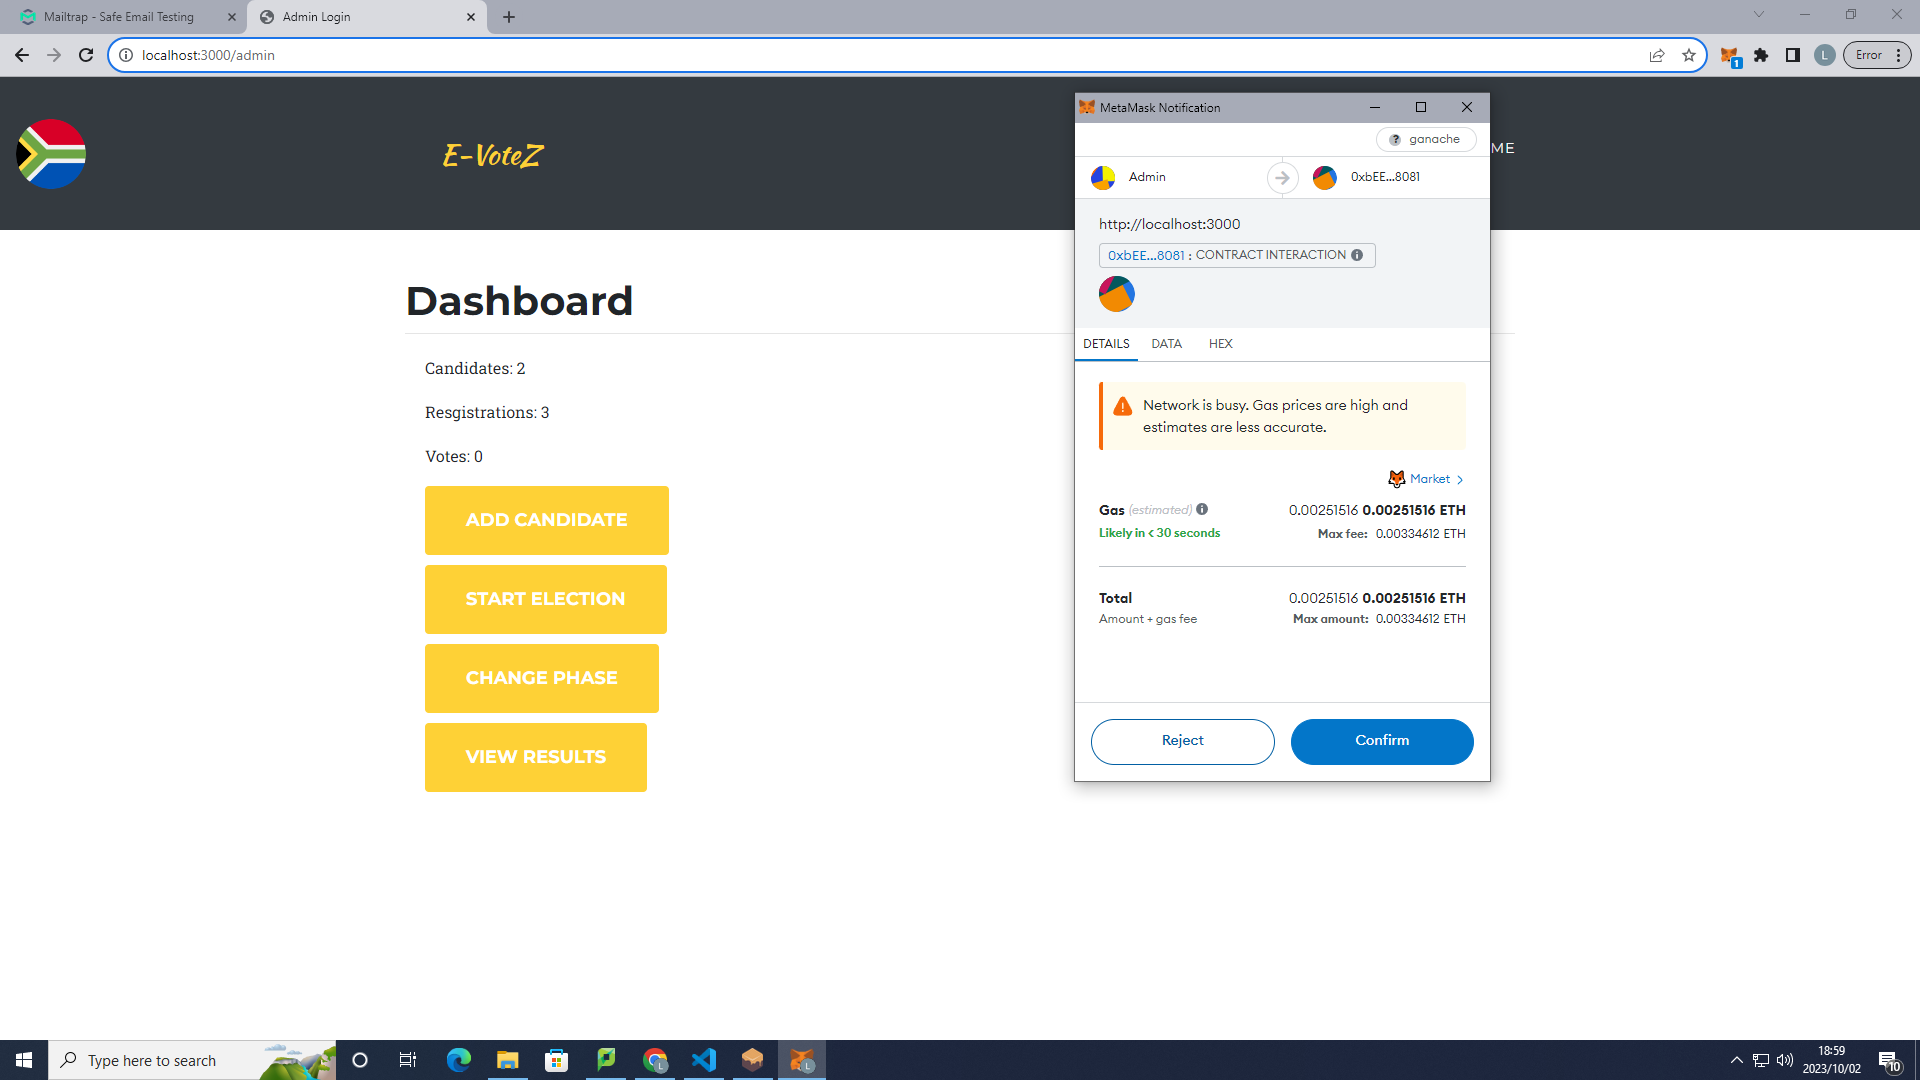 Mailtrap - Safe Email Testing
Admin Login
localhost:3000/admin
1
L
Error
E-VoteZ
ME
Dashboard
Candidates: 2
Resgistrations: 3
Votes: 0
ADD CANDIDATE
START ELECTION
CHANGE PHASE
VIEW RESULTS
MetaMask Notification
? ganache
Admin
0xbEE...8081
http://localhost:3000
0xbEE...8081 : CONTRACT INTERACTION
DETAILS DATA HEX
Network is busy. Gas prices are high and
estimates are less accurate.
Market
Gas (estimated) 0.00251516 0.00251516 ETH
Likely in < 30 seconds Max fee: 0.00334612 ETH
Total 0.00251516 0.00251516 ETH
Amount + gas fee Max amount: 0.00334612 ETH
Reject Confirm
Type here to search
L
L
18:59
2023/10/02
10